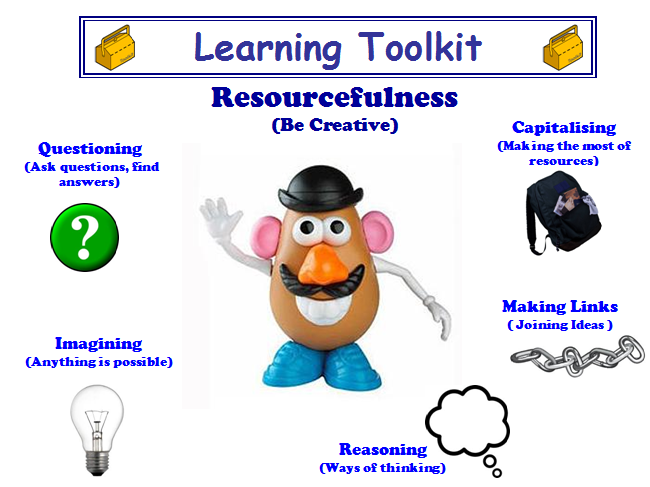 Learning Toolkit
Resourcefulness
(Be Creative)
Questioning
(Ask questions, find
answers)
?
Capitalising
(Making the most of
resources)
Imagining
(Anything is possible)
Making Links
( Joining Ideas )
Reasoning
(Ways of thinking)